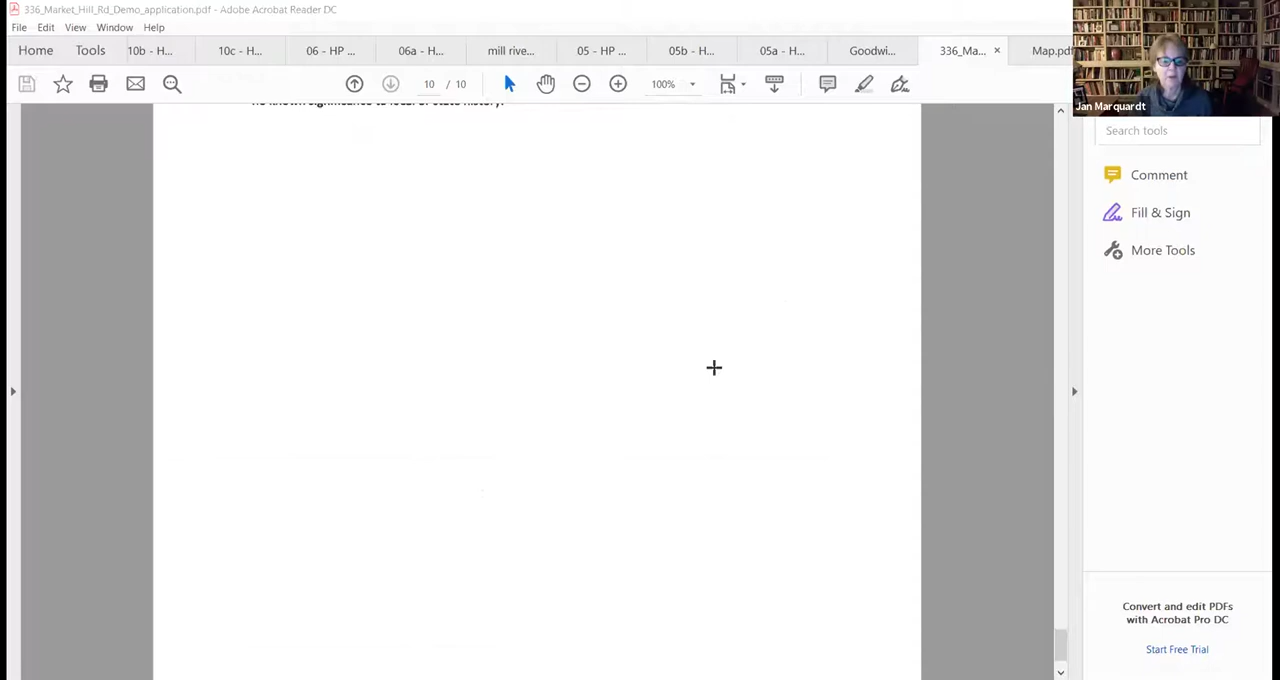 336_Market_Hill_Rd_Demo_application.pdf - Adobe Acrobat Reader DC
File Edit View Window Help
Home Tools 10b - H... 10c - H... 06 - HP ... 06a - H... mill rive... 05 - HP ... 05b - H... 05a - H... Goodwi... 336_Ma... × Map.pdf
10 / 10 100%
Jan Marquardt
Search tools
Comment
Fill & Sign
More Tools
Convert and edit PDFs
with Acrobat Pro DC
Start Free Trial